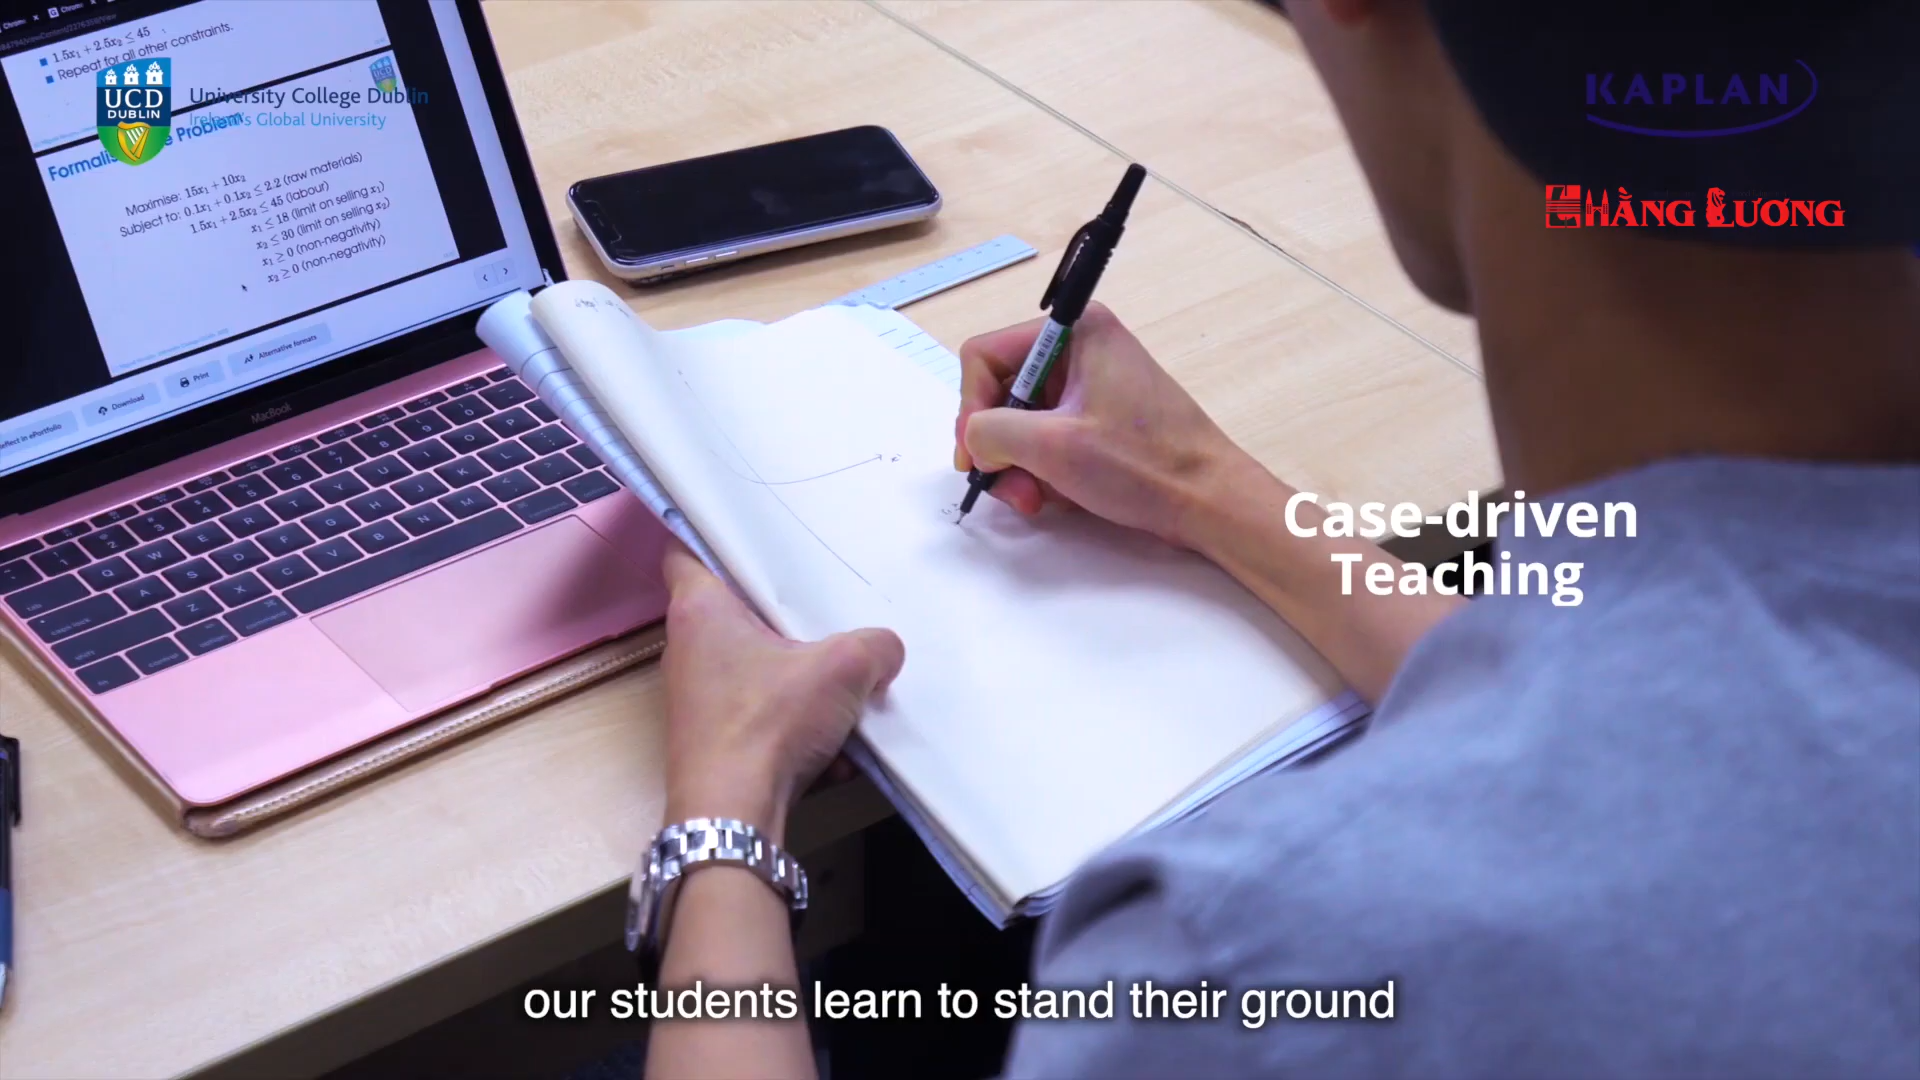 1.5x₁ + 2.5x₂ ≤ 45
Repeat for all other constraints.
UCD
DUBLIN
University College Dublin
Ireland's Global University
Problem
Maximise: 15x₁ + 10x₂
Subject to: 0.1x₁ + 0.1x₂ ≤ 2.2 (raw materials)
1.5x₁ + 2.5x₂ ≤ 45 (labour)
x₁ ≤ 18 (limit on selling x₁)
x₂ ≤ 30 (limit on selling x₂)
x₁ ≥ 0 (non-negativity)
x₂ ≥ 0 (non-negativity)
Download
Print
Alternative formats
MacBook
KAPLAN
HẰNG LƯƠNG
Case-driven
Teaching
our students learn to stand their ground